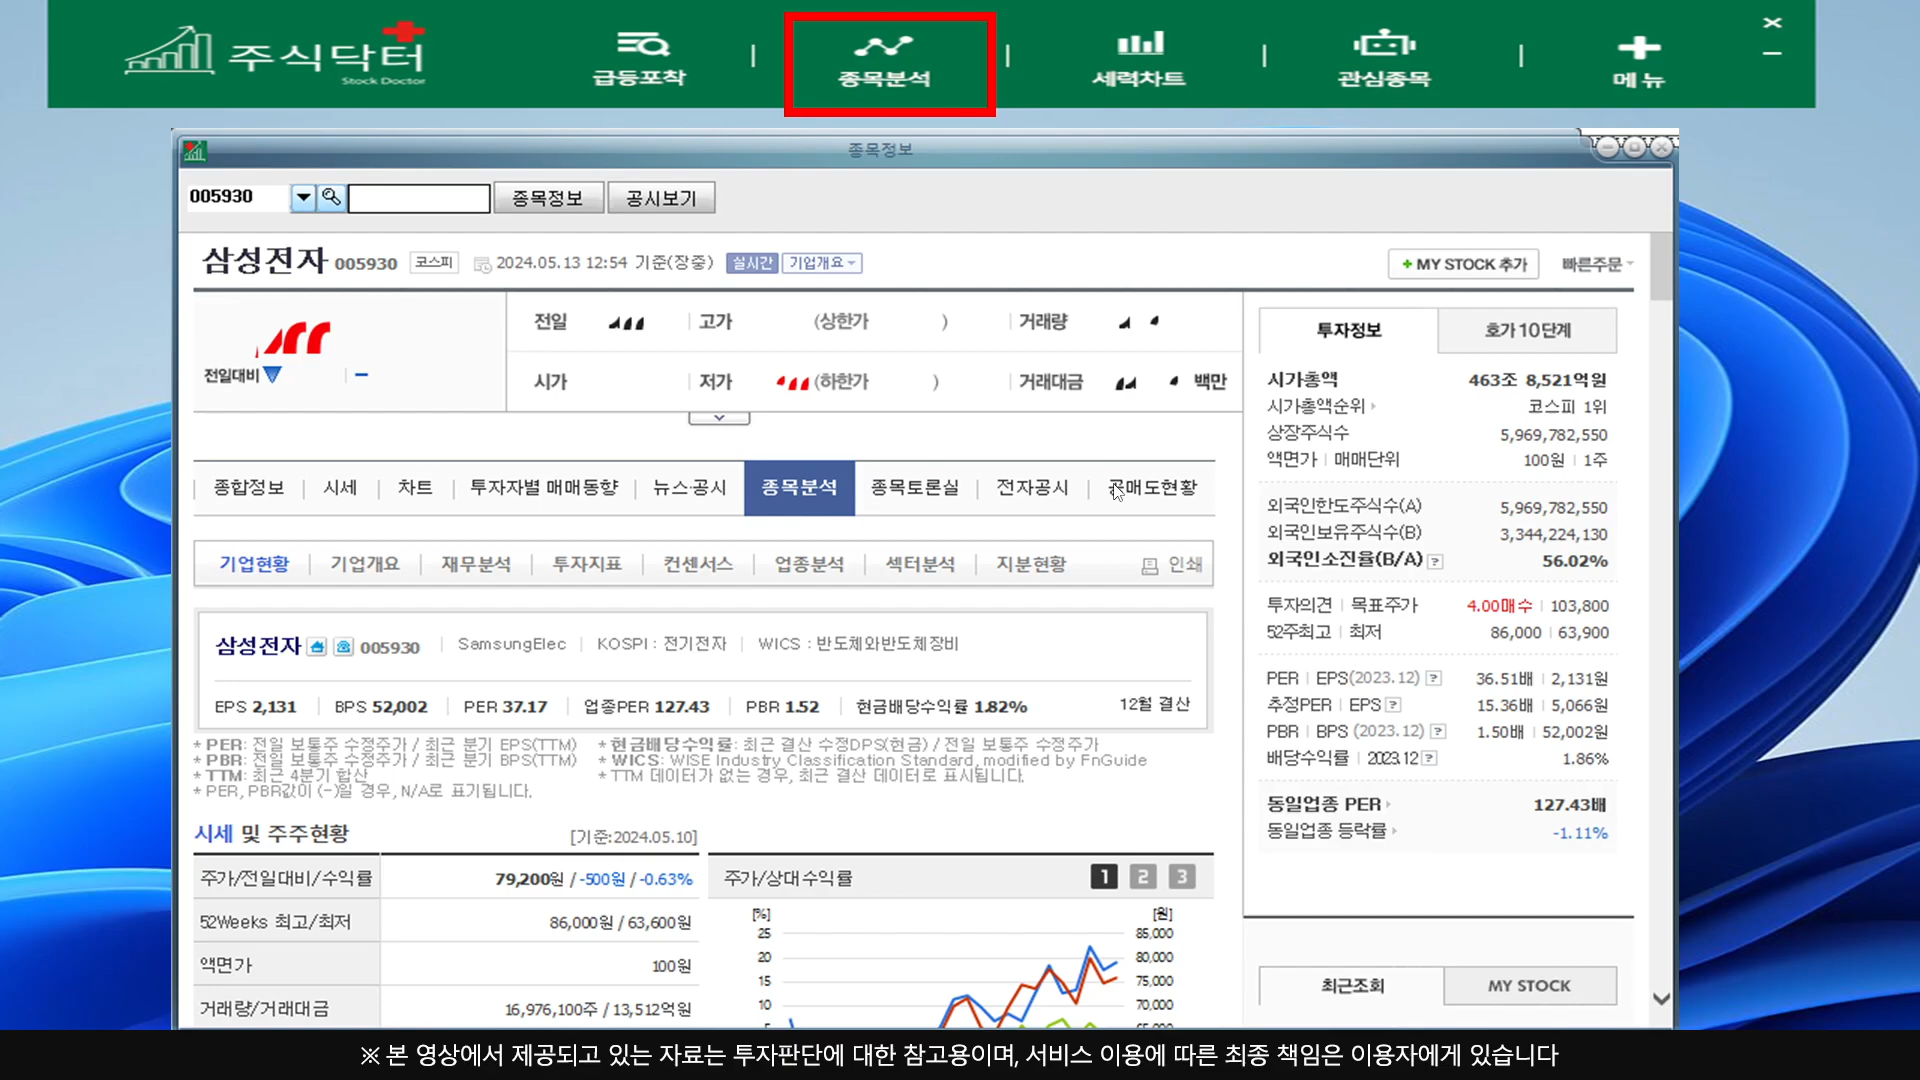 주식닥터
Stock Doctor
급등포착
종목분석
세력차트
관심종목
메뉴
종목정보
005930
종목정보
공시보기
삼성전자 005930 코스피 2024.05.13 12:54 기준(장중) 실시간 기업개요
+ MY STOCK 추가
빠른주문
전일대비
전일
고가
(상한가 )
거래량
시가
저가
(하한가 )
거래대금
백만
종합정보
시세
차트
투자자별 매매동향
뉴스·공시
종목분석
종목토론실
전자공시
공매도현황
기업현황
기업개요
재무분석
투자지표
컨센서스
업종분석
섹터분석
지분현황
인쇄
삼성전자 005930 | SamsungElec | KOSPI : 전기전자 | WICS : 반도체와반도체장비
EPS 2,131 | BPS 52,002 | PER 37.17 | 업종PER 127.43 | PBR 1.52 | 현금배당수익률 1.82%
12월 결산
* PER: 전일 보통주 수정주가 / 최근 분기 EPS(TTM)
* PBR: 전일 보통주 수정주가 / 최근 분기 BPS(TTM)
* TTM: 최근 4분기 합산
* PER, PBR값이 (-)일 경우, N/A로 표기됩니다.
* 현금배당수익률: 최근 결산 수정DPS(현금) / 전일 보통주 수정주가
* WICS: WISE Industry Classification Standard, modified by FnGuide
* TTM 데이터가 없는 경우, 최근 결산 데이터로 표시됩니다.
시세 및 주주현황
[기준:2024.05.10]
주가/전일대비/수익률 79,200원 / -500원 / -0.63%
52Weeks 최고/최저 86,000원 / 63,600원
액면가 100원
거래량/거래대금 16,976,100주 / 13,512억원
주가/상대수익률
1 2 3
[%]
[원]
25
20
15
10
85,000
80,000
75,000
70,000
투자정보
호가 10단계
시가총액 463조 8,521억원
시가총액순위 코스피 1위
상장주식수 5,969,782,550
액면가 | 매매단위 100원 | 1주
외국인한도주식수(A) 5,969,782,550
외국인보유주식수(B) 3,344,224,130
외국인소진율(B/A) ? 56.02%
투자의견 | 목표주가 4.00매수 | 103,800
52주최고 | 최저 86,000 | 63,900
PER | EPS(2023.12) ? 36.51배 | 2,131원
추정PER | EPS ? 15.36배 | 5,066원
PBR | BPS (2023.12) ? 1.50배 | 52,002원
배당수익률 | 2023.12 ? 1.86%
동일업종 PER 127.43배
동일업종 등락률 -1.11%
최근조회
MY STOCK
※ 본 영상에서 제공되고 있는 자료는 투자판단에 대한 참고용이며, 서비스 이용에 따른 최종 책임은 이용자에게 있습니다